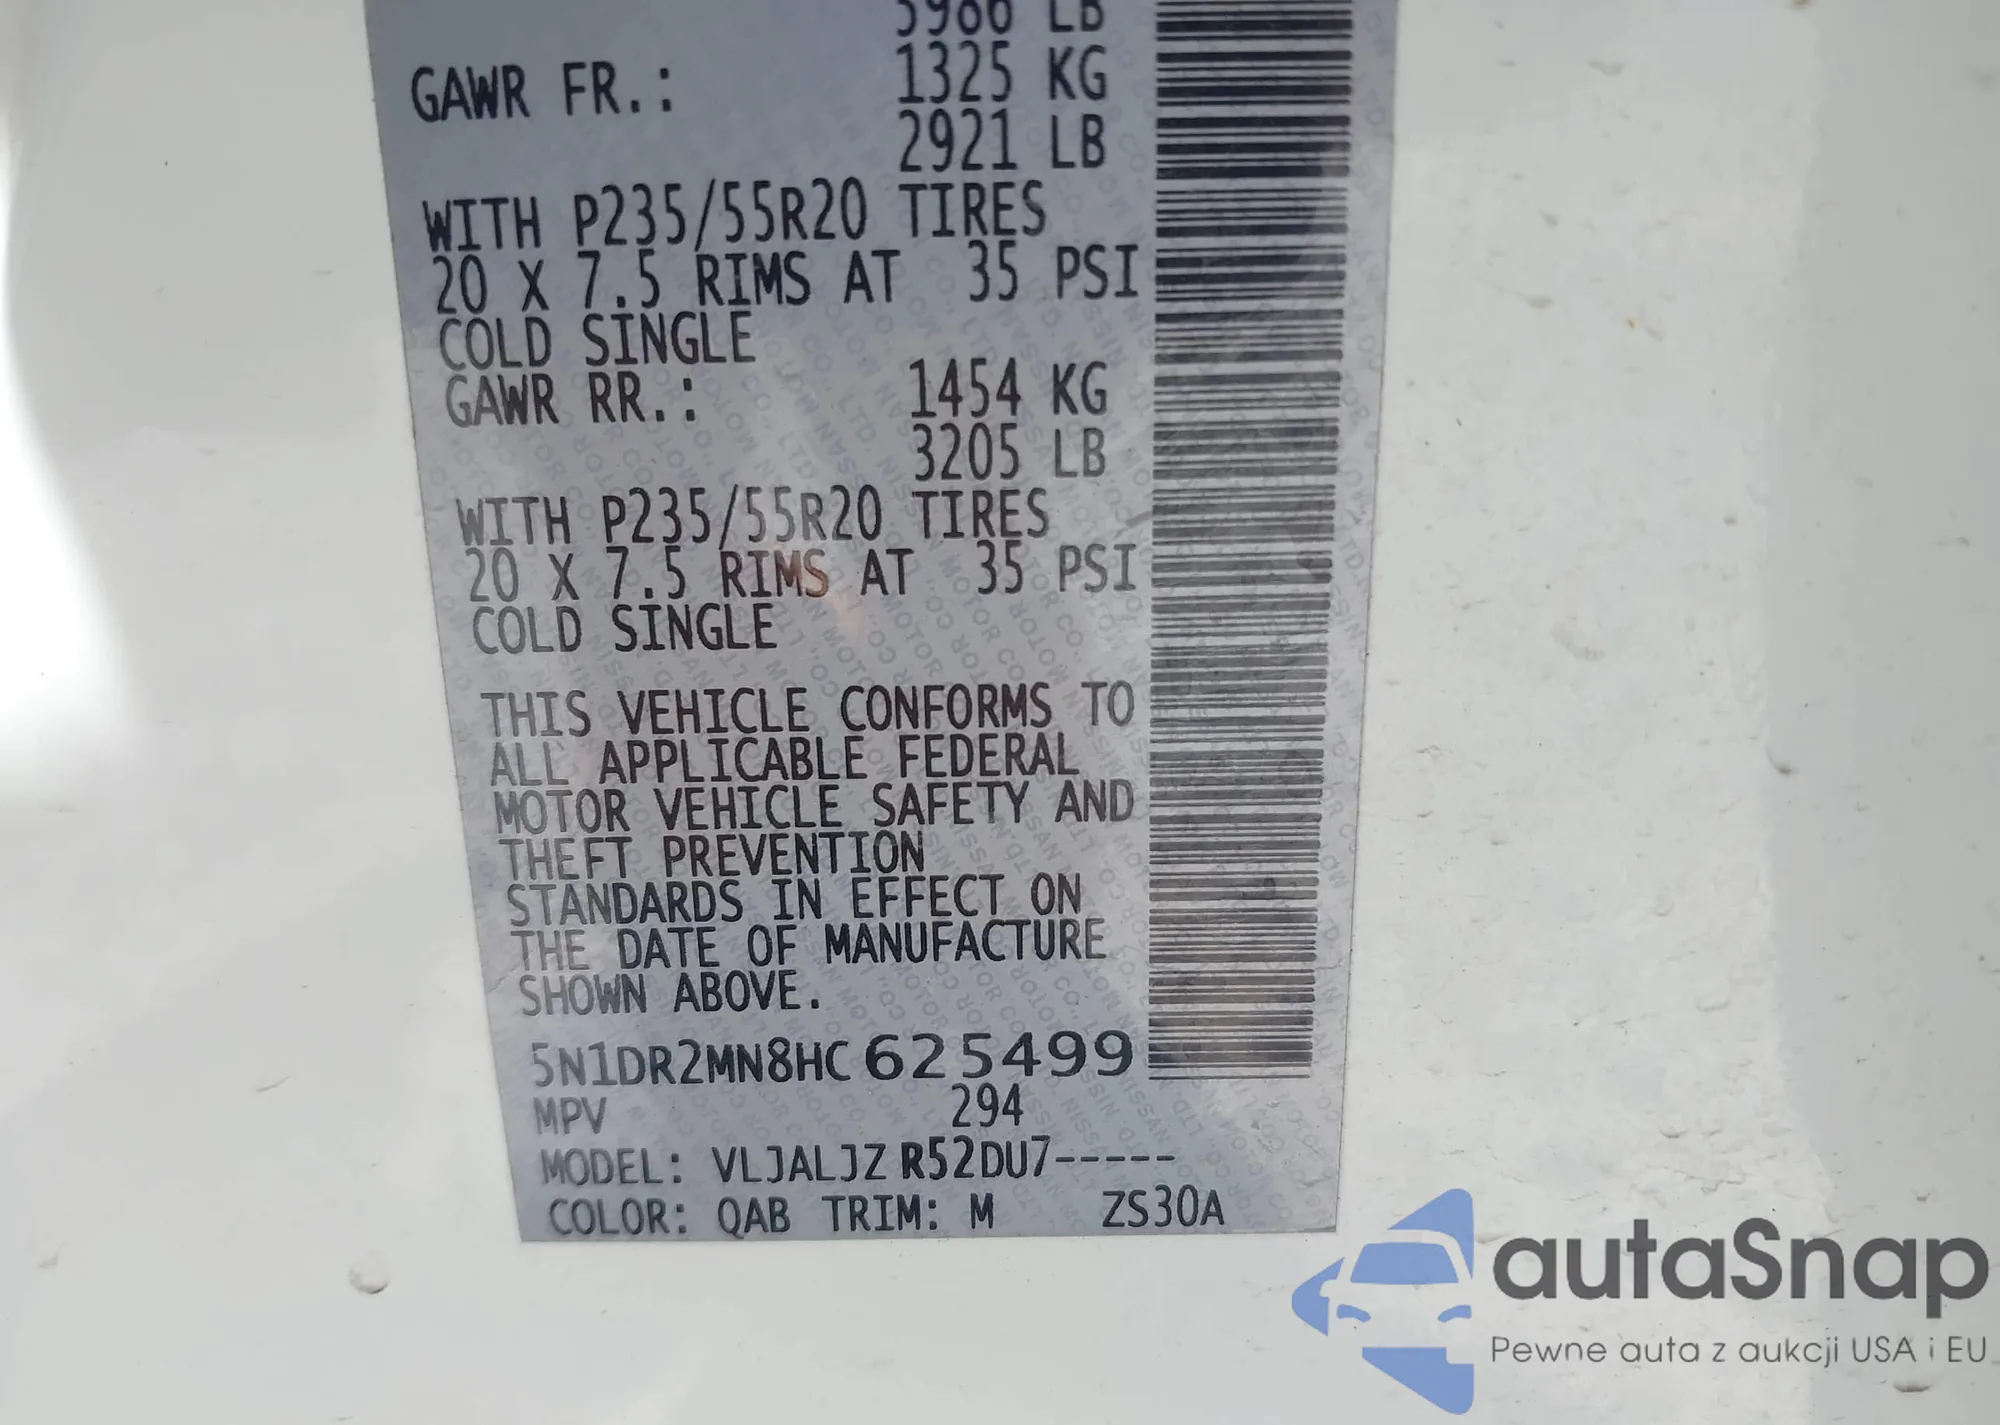 5986 LB
GAWR FR.: 1325 KG
2921 LB
WITH P235/55R20 TIRES
20 X 7.5 RIMS AT 35 PSI
COLD SINGLE
GAWR RR.: 1454 KG
3205 LB
WITH P235/55R20 TIRES
20 X 7.5 RIMS AT 35 PSI
COLD SINGLE
THIS VEHICLE CONFORMS TO
ALL APPLICABLE FEDERAL
MOTOR VEHICLE SAFETY AND
THEFT PREVENTION
STANDARDS IN EFFECT ON
THE DATE OF MANUFACTURE
SHOWN ABOVE.
5N1DR2MN8HC625499
MPV 294
MODEL: VLJALJZ R52DU7-----
COLOR: QAB TRIM: M ZS30A
autaSnap
Pewne auta z aukcji USA i EU